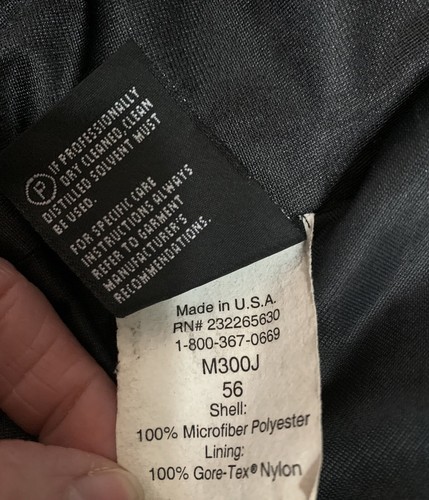 P
IF PROFESSIONALLY
DRY CLEANED, CLEAN
DISTILLED SOLVENT MUST
BE USED.
FOR SPECIFIC CARE
INSTRUCTIONS ALWAYS
REFER TO GARMENT
MANUFACTURER'S
RECOMMENDATIONS.
Made in U.S.A.
RN# 232265630
1-800-367-0669
M300J
56
Shell:
100% Microfiber Polyester
Lining:
100% Gore-Tex® Nylon